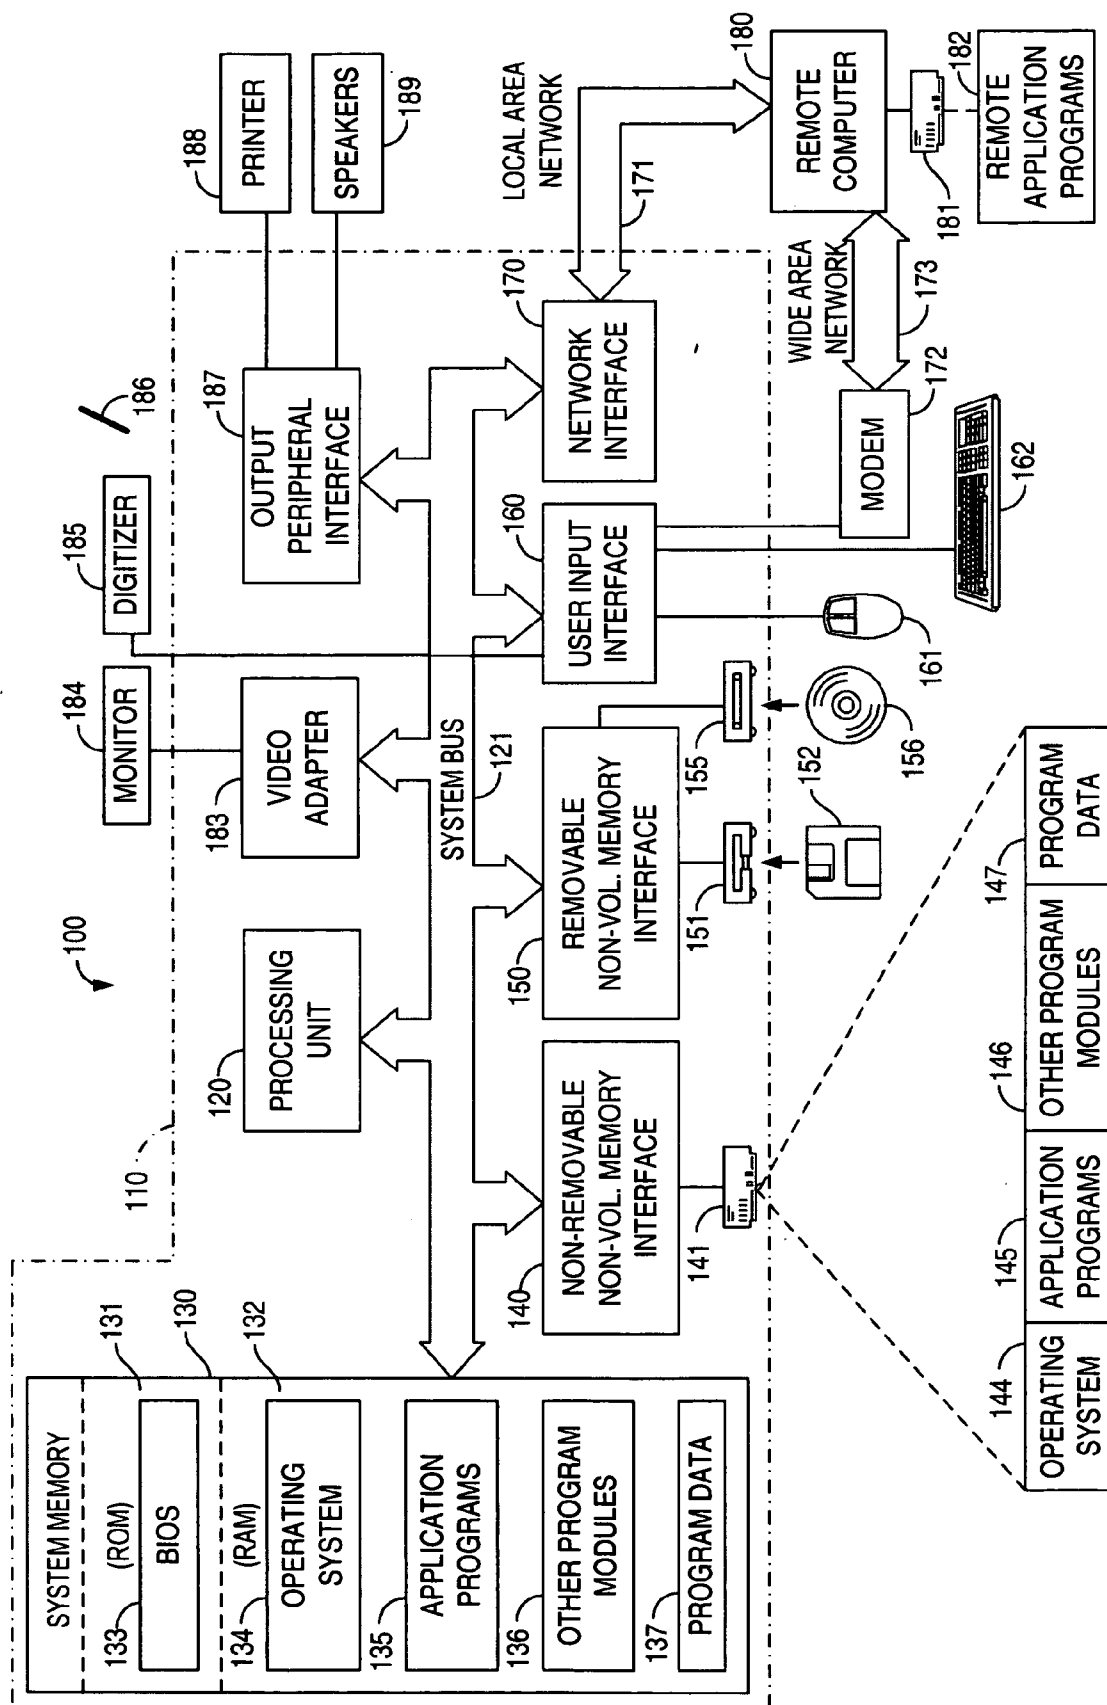 100
110
SYSTEM MEMORY
(ROM)
131
133
BIOS
130
(RAM)
132
134
OPERATING
SYSTEM
135
APPLICATION
PROGRAMS
136
OTHER PROGRAM
MODULES
137
PROGRAM DATA
120
PROCESSING
UNIT
183
VIDEO
ADAPTER
184
MONITOR
185
DIGITIZER
186
187
OUTPUT
PERIPHERAL
INTERFACE
188
PRINTER
SPEAKERS
189
SYSTEM BUS
121
140
NON-REMOVABLE
NON-VOL. MEMORY
INTERFACE
150
REMOVABLE
NON-VOL. MEMORY
INTERFACE
160
USER INPUT
INTERFACE
170
NETWORK
INTERFACE
LOCAL AREA
NETWORK
171
141
151
155
152
156
161
162
MODEM
172
WIDE AREA
NETWORK
173
180
REMOTE
COMPUTER
181
182
REMOTE
APPLICATION
PROGRAMS
144
OPERATING
SYSTEM
145
APPLICATION
PROGRAMS
146
OTHER PROGRAM
MODULES
147
PROGRAM
DATA